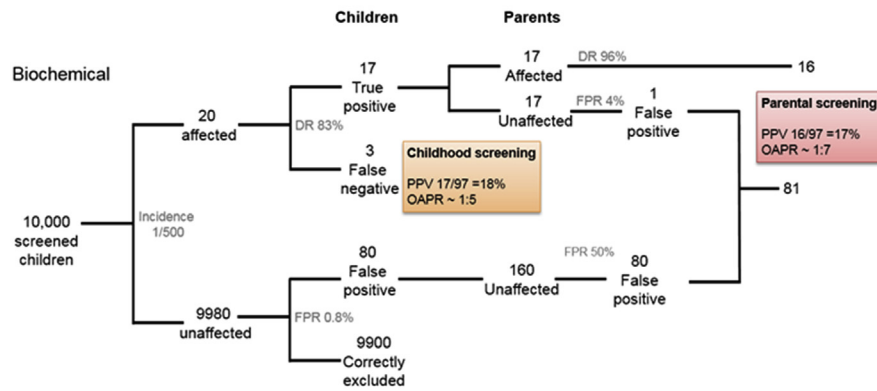 Children
Parents
Biochemical
17
Affected
DR 96%
16
17
True
positive
17
Unaffected
FPR 4%
1
False
positive
Parental screening
PPV 16/97 =17%
OAPR ~ 1:7
20
affected
DR 83%
3
False
negative
Childhood screening
PPV 17/97 =18%
OAPR ~ 1:5
81
10,000
screened
children
Incidence
1/500
80
False
positive
160
Unaffected
FPR 50%
80
False
positive
9980
unaffected
FPR 0.8%
9900
Correctly
excluded